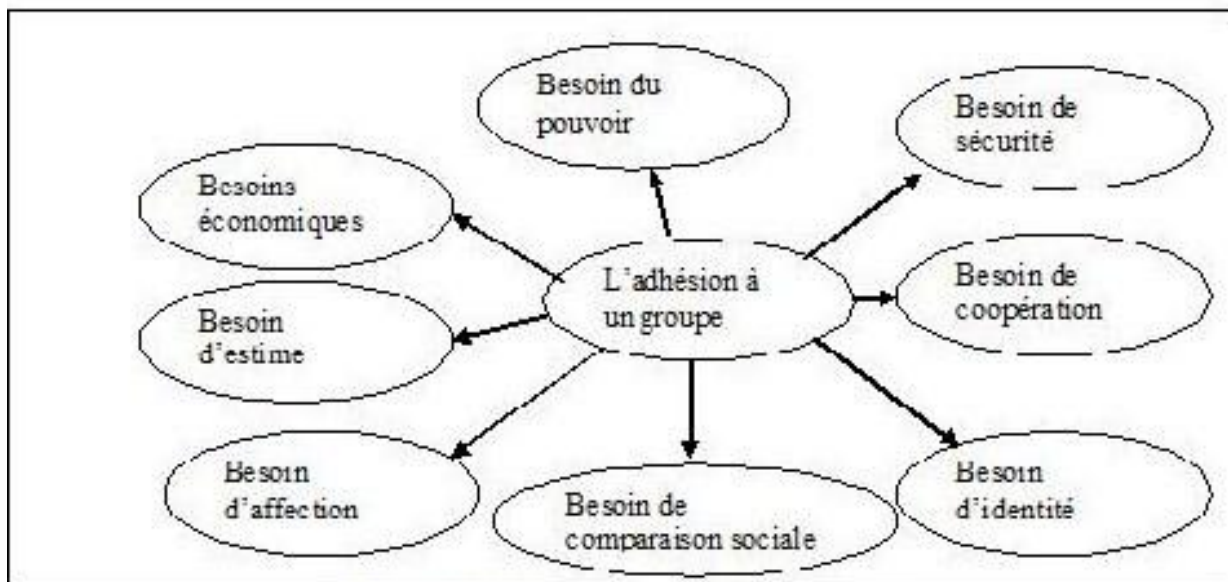 Besoin du
pouvoir
Besoin de
sécurité
Besoins
économiques
L'adhésion à
un groupe
Besoin de
coopération
Besoin
d'estime
Besoin
d'affection
Besoin de
comparaison sociale
Besoin
d'identité